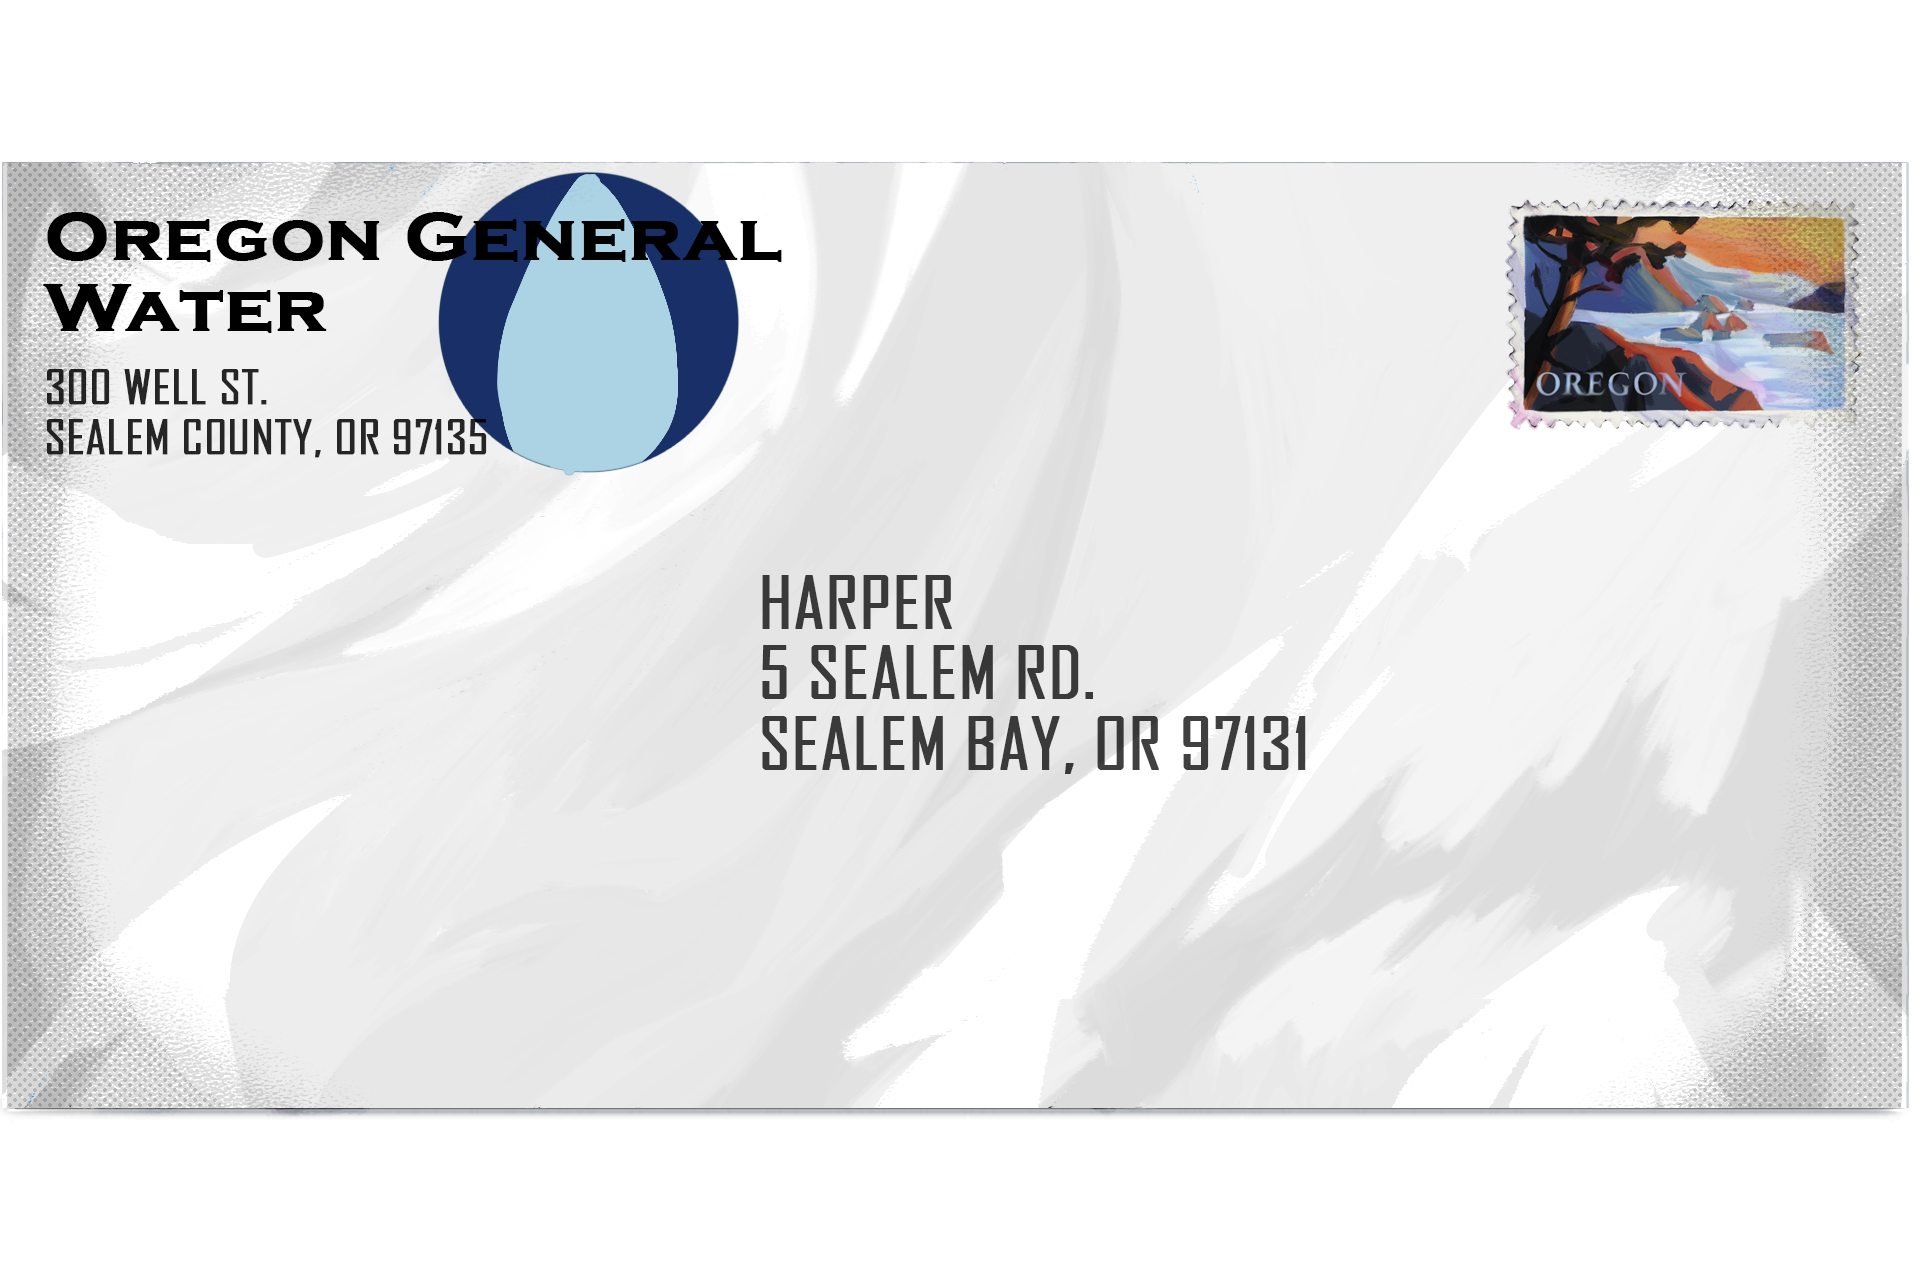 OREGON GENERAL
WATER
300 WELL ST.
SEALEM COUNTY, OR 97135
OREGON
HARPER
5 SEALEM RD.
SEALEM BAY, OR 97131